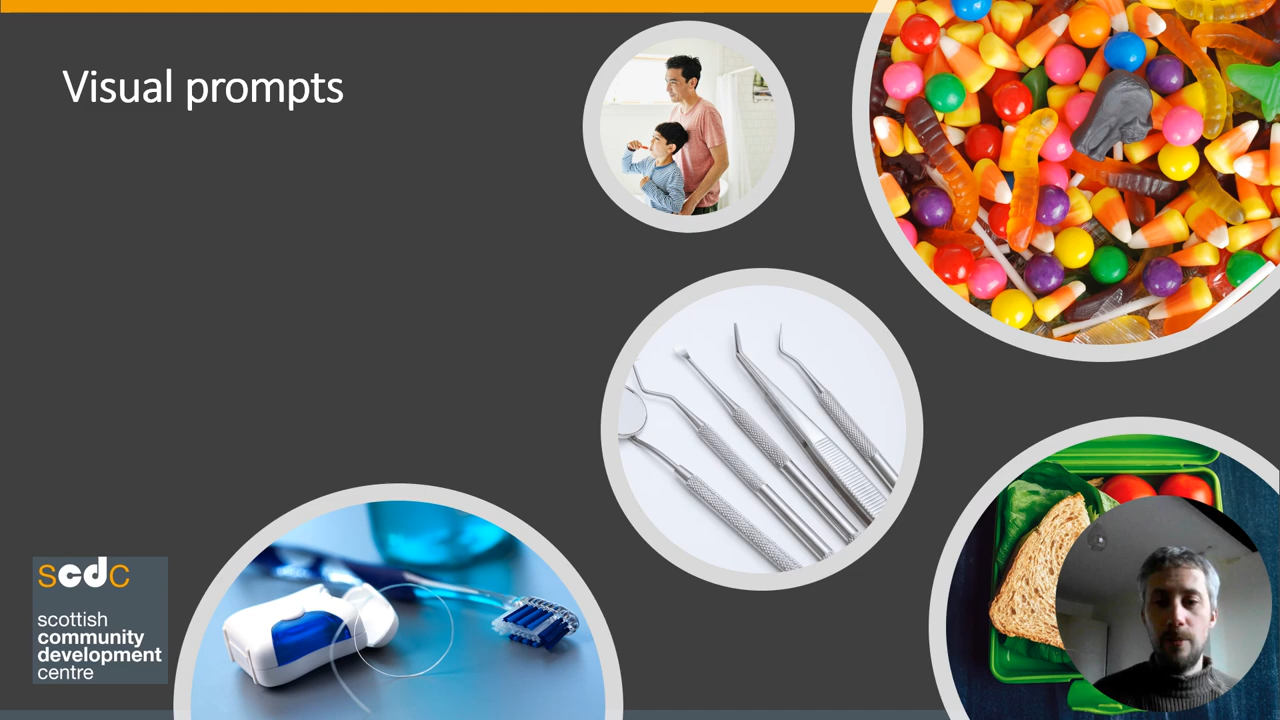 Visual prompts
scdc
scottish
community
development
centre